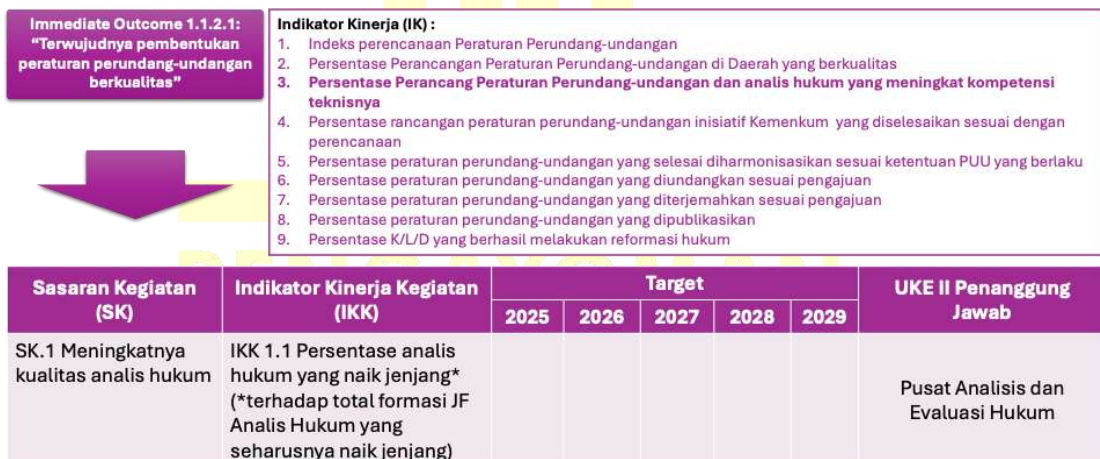 Immediate Outcome 1.1.2.1:
“Terwujudnya pembentukan
peraturan perundang-undangan
berkualitas”
Indikator Kinerja (IK) :
1. Indeks perencanaan Peraturan Perundang-undangan
2. Persentase Perancangan Peraturan Perundang-undangan di Daerah yang berkualitas
3. Persentase Perancang Peraturan Perundang-undangan dan analis hukum yang meningkat kompetensi
teknisnya
4. Persentase rancangan peraturan perundang-undangan inisiatif Kemenkum yang diselesaikan sesuai dengan
perencanaan
5. Persentase peraturan perundang-undangan yang selesai diharmonisasikan sesuai ketentuan PUU yang berlaku
6. Persentase peraturan perundang-undangan yang diundangkan sesuai pengajuan
7. Persentase peraturan perundang-undangan yang diterjemahkan sesuai pengajuan
8. Persentase peraturan perundang-undangan yang dipublikasikan
9. Persentase K/L/D yang berhasil melakukan reformasi hukum
PENGAYOMAN
Sasaran Kegiatan
(SK)
Indikator Kinerja Kegiatan
(IKK)
Target
2025 2026 2027 2028 2029
UKE II Penanggung
Jawab
SK.1 Meningkatnya
kualitas analis hukum
IKK 1.1 Persentase analis
hukum yang naik jenjang*
(*terhadap total formasi JF
Analis Hukum yang
seharusnya naik jenjang)
Pusat Analisis dan
Evaluasi Hukum